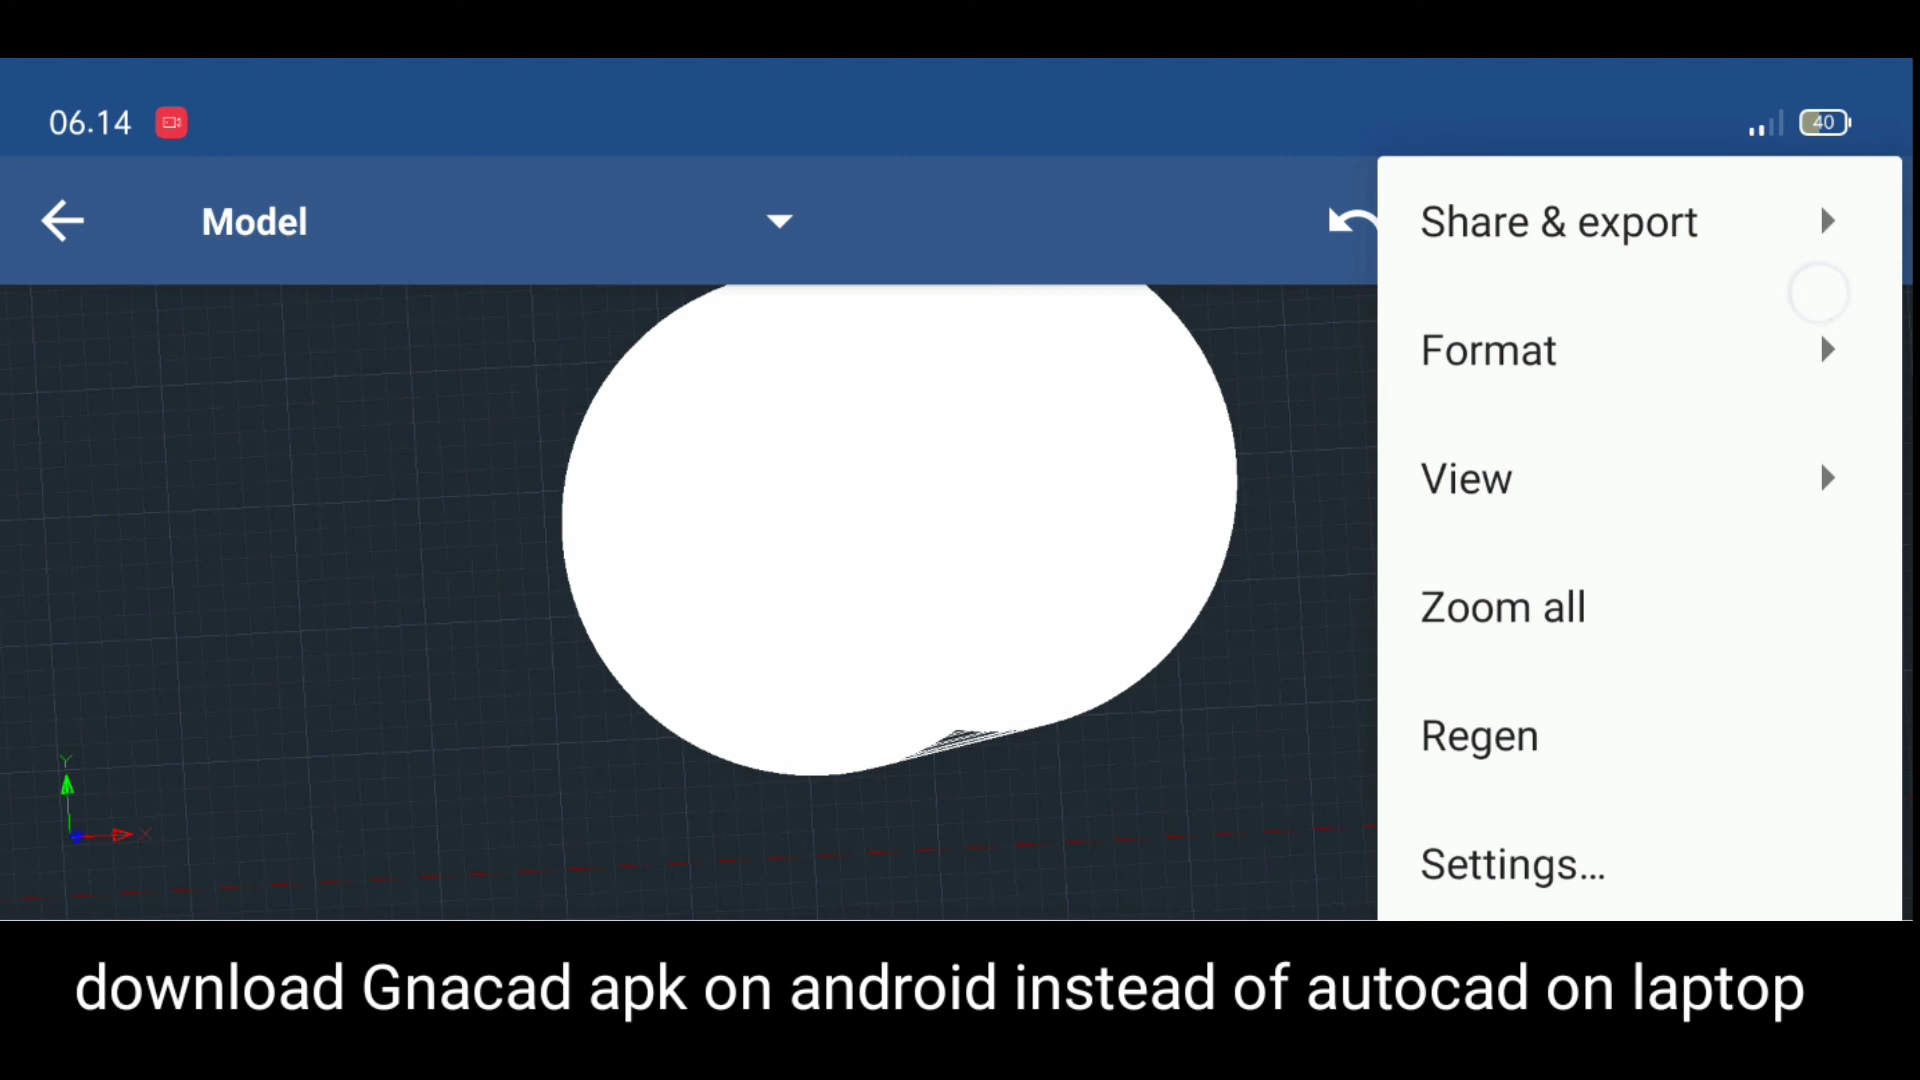 06.14
40
Model
Share & export
Format
View
Zoom all
Regen
Settings...
Y
X
download Gnacad apk on android instead of autocad on laptop